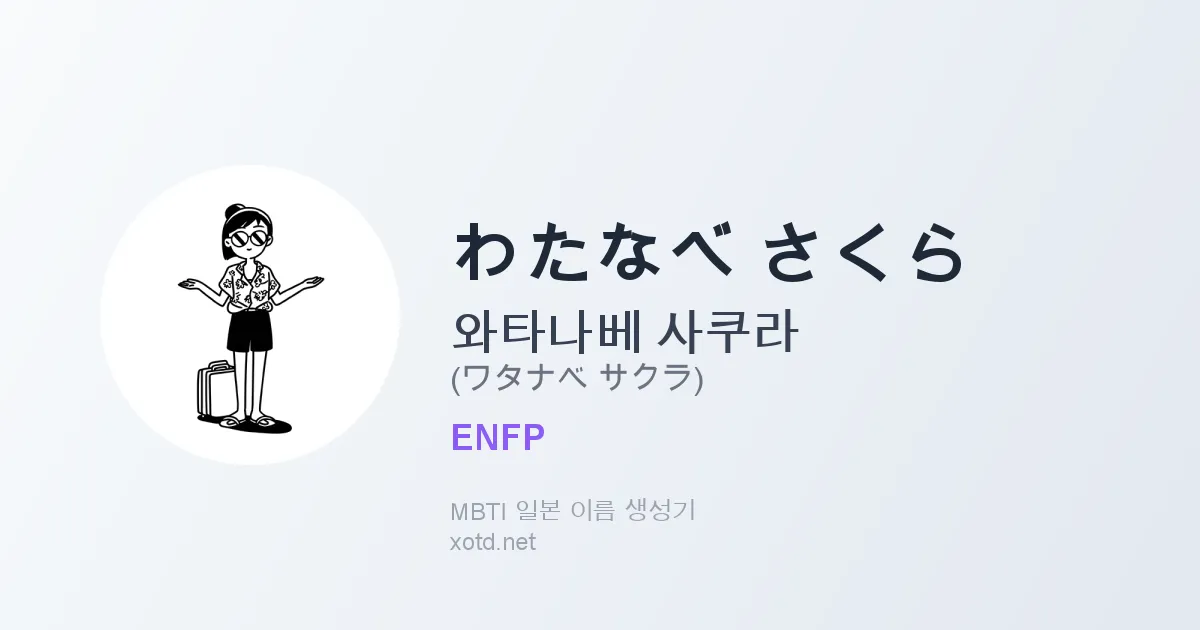 わたなべ さくら
와타나베 사쿠라
(ワタナベ サクラ)
ENFP
MBTI 일본 이름 생성기
xotd.net